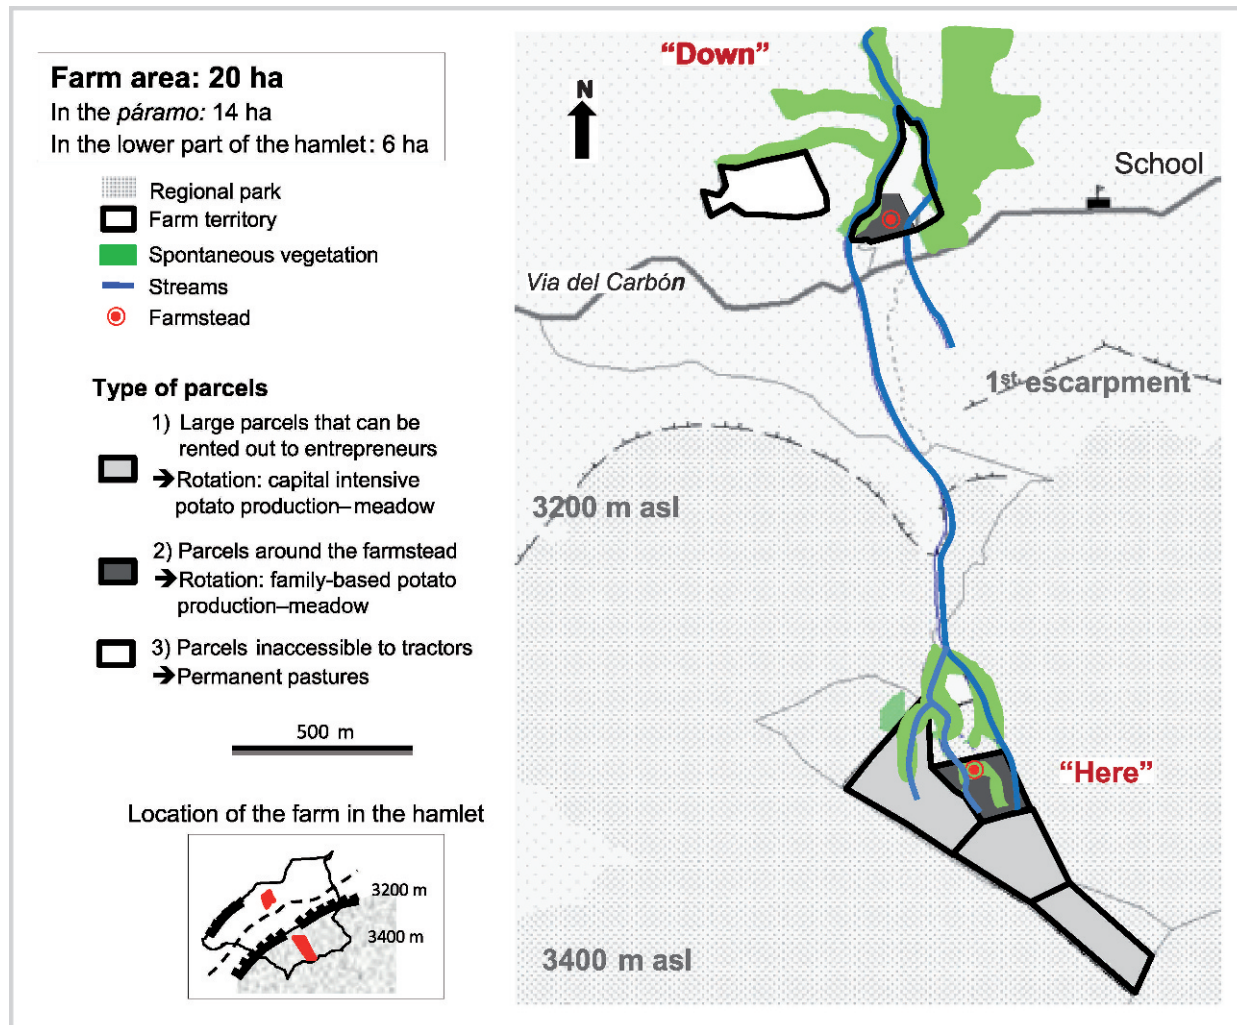 Farm area: 20 ha
In the páramo: 14 ha
In the lower part of the hamlet: 6 ha
Regional park
Farm territory
Spontaneous vegetation
Streams
Farmstead
Type of parcels
1) Large parcels that can be
rented out to entrepreneurs
➔Rotation: capital intensive
potato production–meadow
2) Parcels around the farmstead
➔Rotation: family-based potato
production–meadow
3) Parcels inaccessible to tractors
➔Permanent pastures
500 m
Location of the farm in the hamlet
3200 m
3400 m
“Down”
N
School
Via del Carbón
1st escarpment
3200 m asl
“Here”
3400 m asl